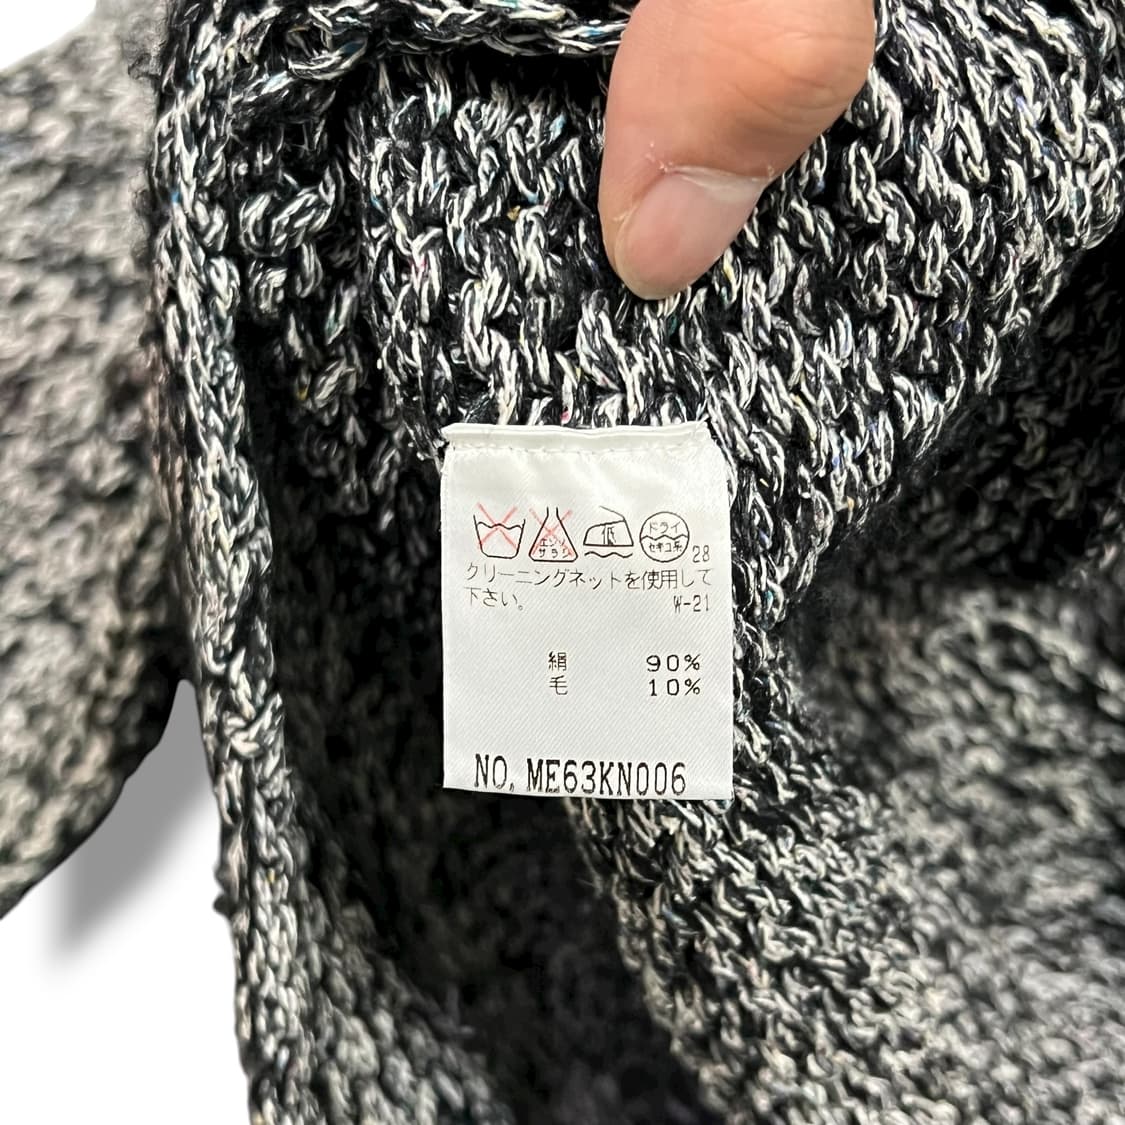 エンソ
サラシ
低
ドライ
セキユ系
28
クリーニングネットを使用して
下さい。 W-21
絹 90%
毛 10%
NO, ME63KN006